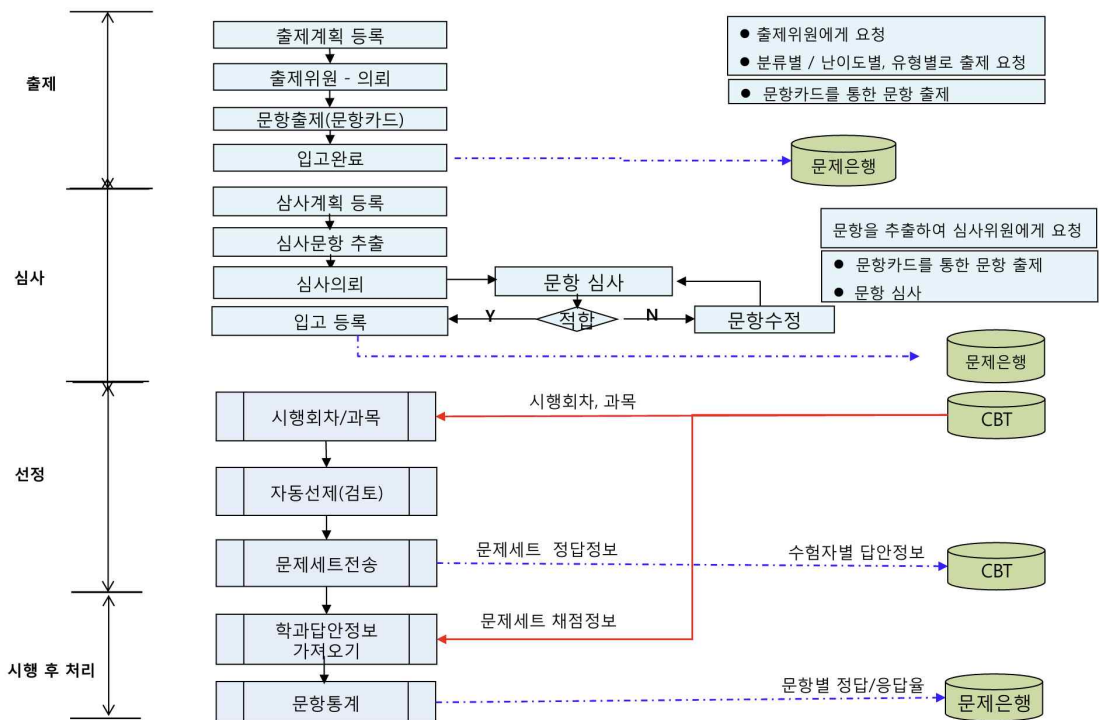 출제
출제계획 등록
출제위원 - 의뢰
문항출제(문항카드)
입고완료
● 출제위원에게 요청
● 분류별 / 난이도별, 유형별로 출제 요청
● 문항카드를 통한 문항 출제
문제은행
심사
삼사계획 등록
심사문항 추출
심사의뢰
문항 심사
입고 등록
Y
적합
N
문항수정
문항을 추출하여 심사위원에게 요청
● 문항카드를 통한 문항 출제
● 문항 심사
문제은행
선정
시행회차/과목
시행회차, 과목
CBT
자동선제(검토)
문제세트전송
문제세트 정답정보
수험자별 답안정보
CBT
시행 후 처리
학과답안정보
가져오기
문제세트 채점정보
문항통계
문항별 정답/응답율
문제은행